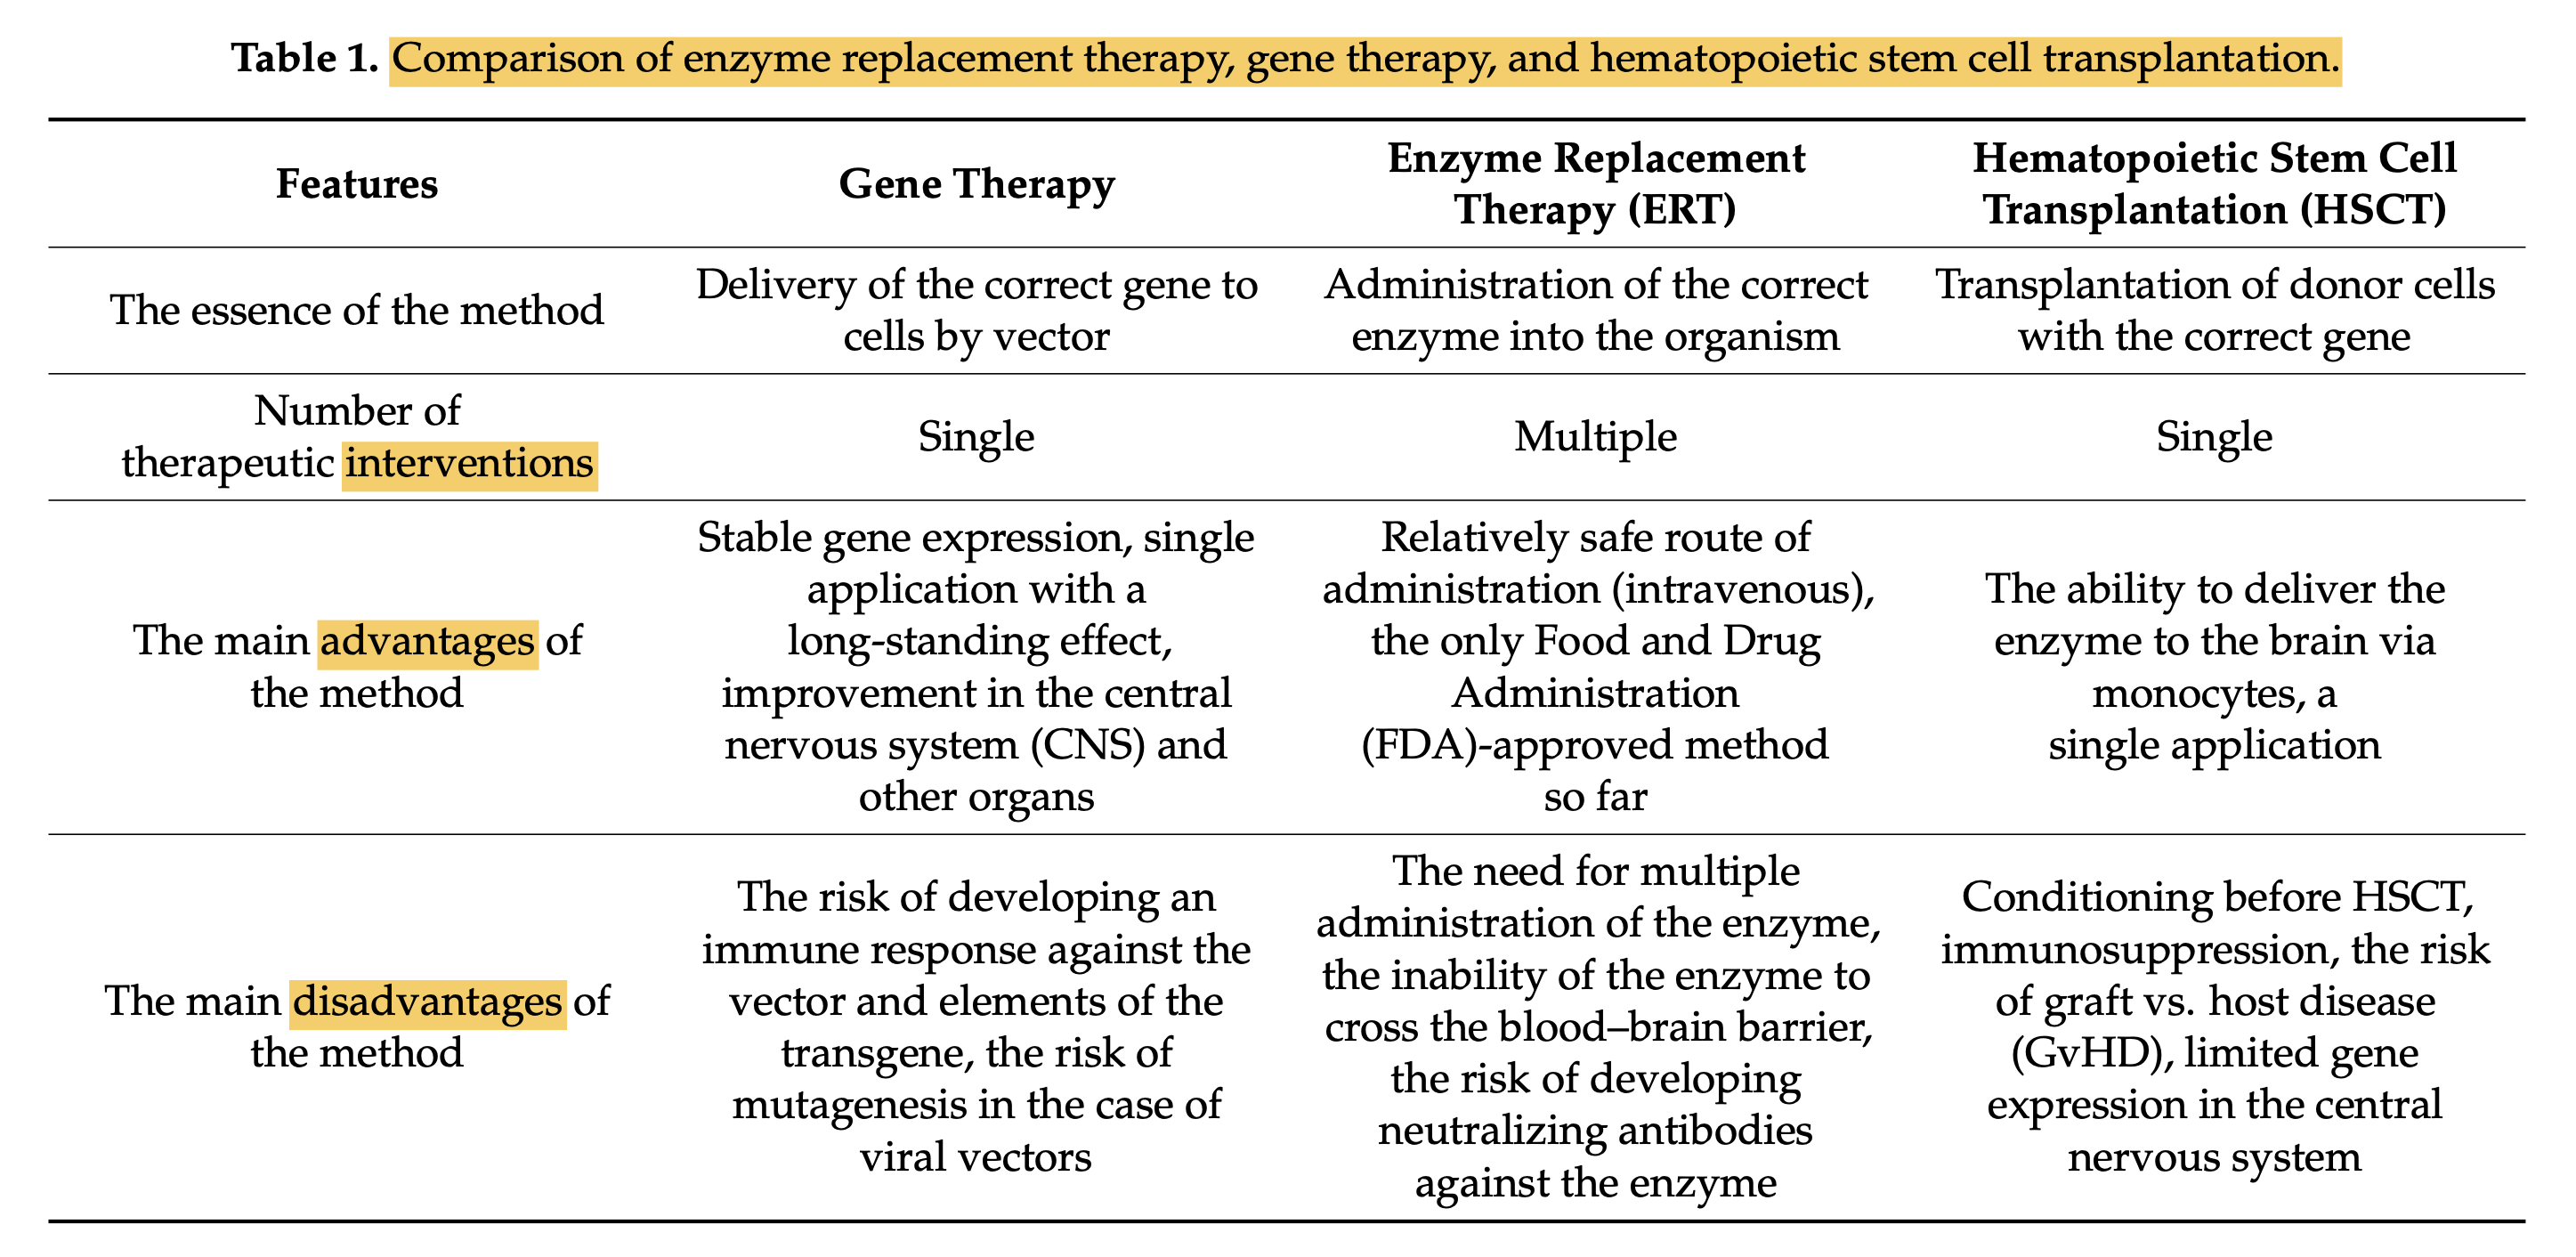 Table 1. Comparison of enzyme replacement therapy, gene therapy, and hematopoietic stem cell transplantation.
Features
Gene Therapy
Enzyme Replacement
Therapy (ERT)
Hematopoietic Stem Cell
Transplantation (HSCT)
The essence of the method
Delivery of the correct gene to
cells by vector
Administration of the correct
enzyme into the organism
Transplantation of donor cells
with the correct gene
Number of
therapeutic interventions
Single
Multiple
Single
The main advantages of
the method
Stable gene expression, single
application with a
long-standing effect,
improvement in the central
nervous system (CNS) and
other organs
Relatively safe route of
administration (intravenous),
the only Food and Drug
Administration
(FDA)-approved method
so far
The ability to deliver the
enzyme to the brain via
monocytes, a
single application
The main disadvantages of
the method
The risk of developing an
immune response against the
vector and elements of the
transgene, the risk of
mutagenesis in the case of
viral vectors
The need for multiple
administration of the enzyme,
the inability of the enzyme to
cross the blood–brain barrier,
the risk of developing
neutralizing antibodies
against the enzyme
Conditioning before HSCT,
immunosuppression, the risk
of graft vs. host disease
(GvHD), limited gene
expression in the central
nervous system